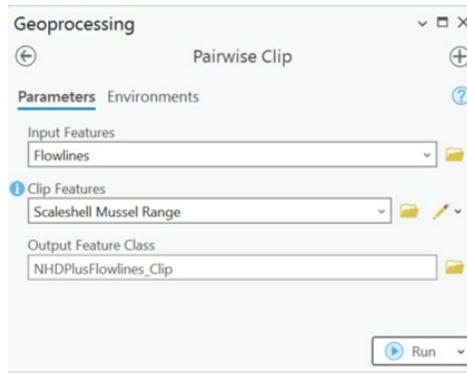 Geoprocessing
Pairwise Clip
Parameters Environments
Input Features
Flowlines
Clip Features
Scaleshell Mussel Range
Output Feature Class
NHDPlusFlowlines_Clip
Run